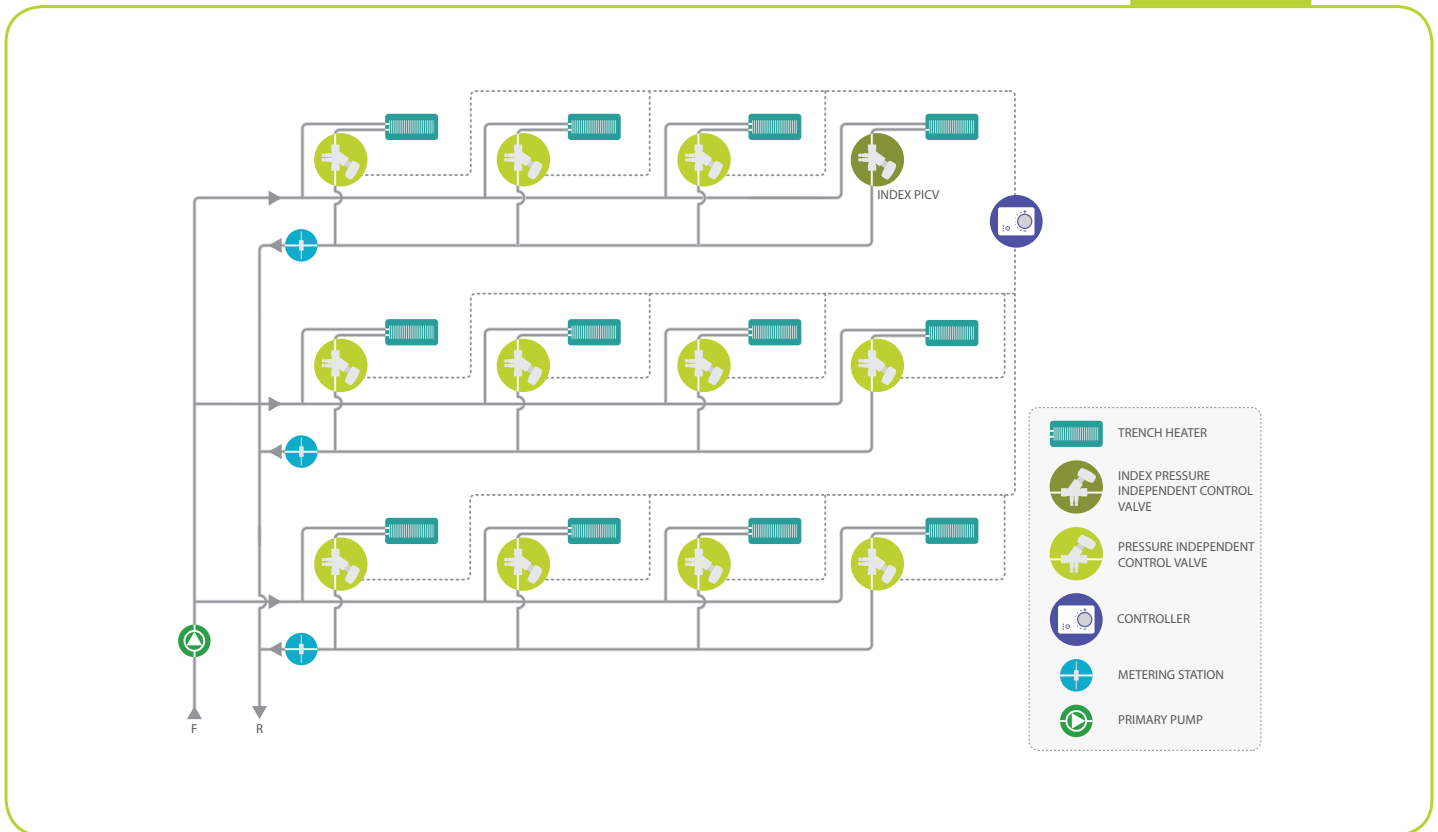 INDEX PICV
TRENCH HEATER
INDEX PRESSURE
INDEPENDENT CONTROL
VALVE
PRESSURE INDEPENDENT
CONTROL VALVE
CONTROLLER
METERING STATION
PRIMARY PUMP
F
R